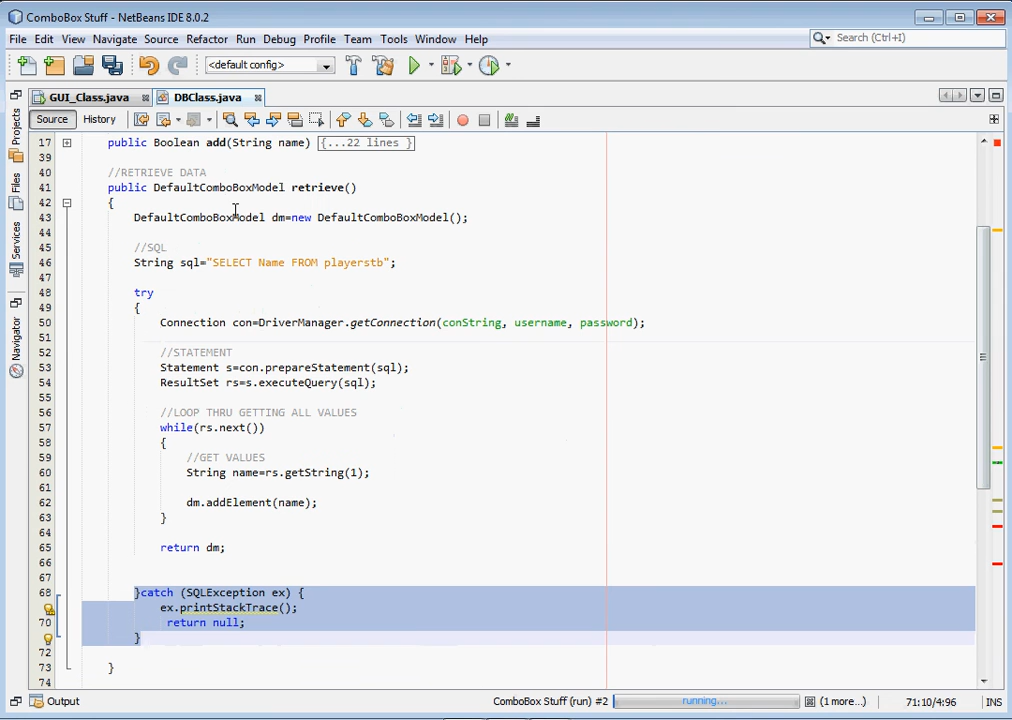 ComboBox Stuff - NetBeans IDE 8.0.2
File Edit View Navigate Source Refactor Run Debug Profile Team Tools Window Help
Search (Ctrl+I)
<default config>
GUI_Class.java DBClass.java
Source History
Projects
Files
Services
Navigator
17 public Boolean add(String name) {...22 lines }
39
40 //RETRIEVE DATA
41 public DefaultComboBoxModel retrieve()
42 {
43 DefaultComboBoxModel dm=new DefaultComboBoxModel();
44
45 //SQL
46 String sql="SELECT Name FROM playerstb";
47
48 try
49 {
50 Connection con=DriverManager.getConnection(conString, username, password);
51
52 //STATEMENT
53 Statement s=con.prepareStatement(sql);
54 ResultSet rs=s.executeQuery(sql);
55
56 //LOOP THRU GETTING ALL VALUES
57 while(rs.next())
58 {
59 //GET VALUES
60 String name=rs.getString(1);
61
62 dm.addElement(name);
63 }
64
65 return dm;
66
67
68 }catch (SQLException ex) {
ex.printStackTrace();
70 return null;
}
72
73 }
74
Output ComboBox Stuff (run) #2 running... (1 more...) 71:10/4:96 INS